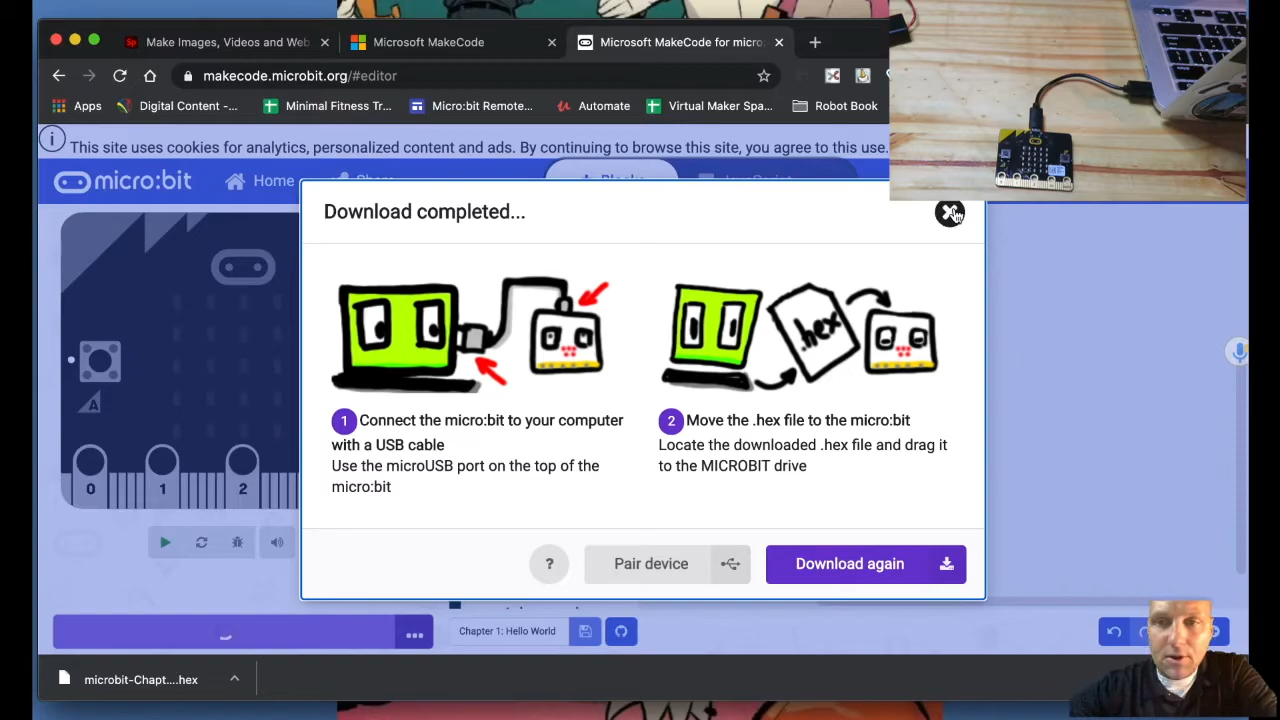 Make Images, Videos and Web
Microsoft MakeCode
Microsoft MakeCode for micro:
makecode.microbit.org/#editor
Apps
Digital Content -...
Minimal Fitness Tr...
Micro:bit Remote...
Automate
Virtual Maker Spa...
Robot Book
This site uses cookies for analytics, personalized content and ads. By continuing to browse this site, you agree to this use.
micro:bit
Home
Share
Blocks
JavaScript
Download completed...
.hex
1 Connect the micro:bit to your computer
with a USB cable
Use the microUSB port on the top of the
micro:bit
2 Move the .hex file to the micro:bit
Locate the downloaded .hex file and drag it
to the MICROBIT drive
A
0
1
2
?
Pair device
Download again
Chapter 1: Hello World
microbit-Chapt....hex